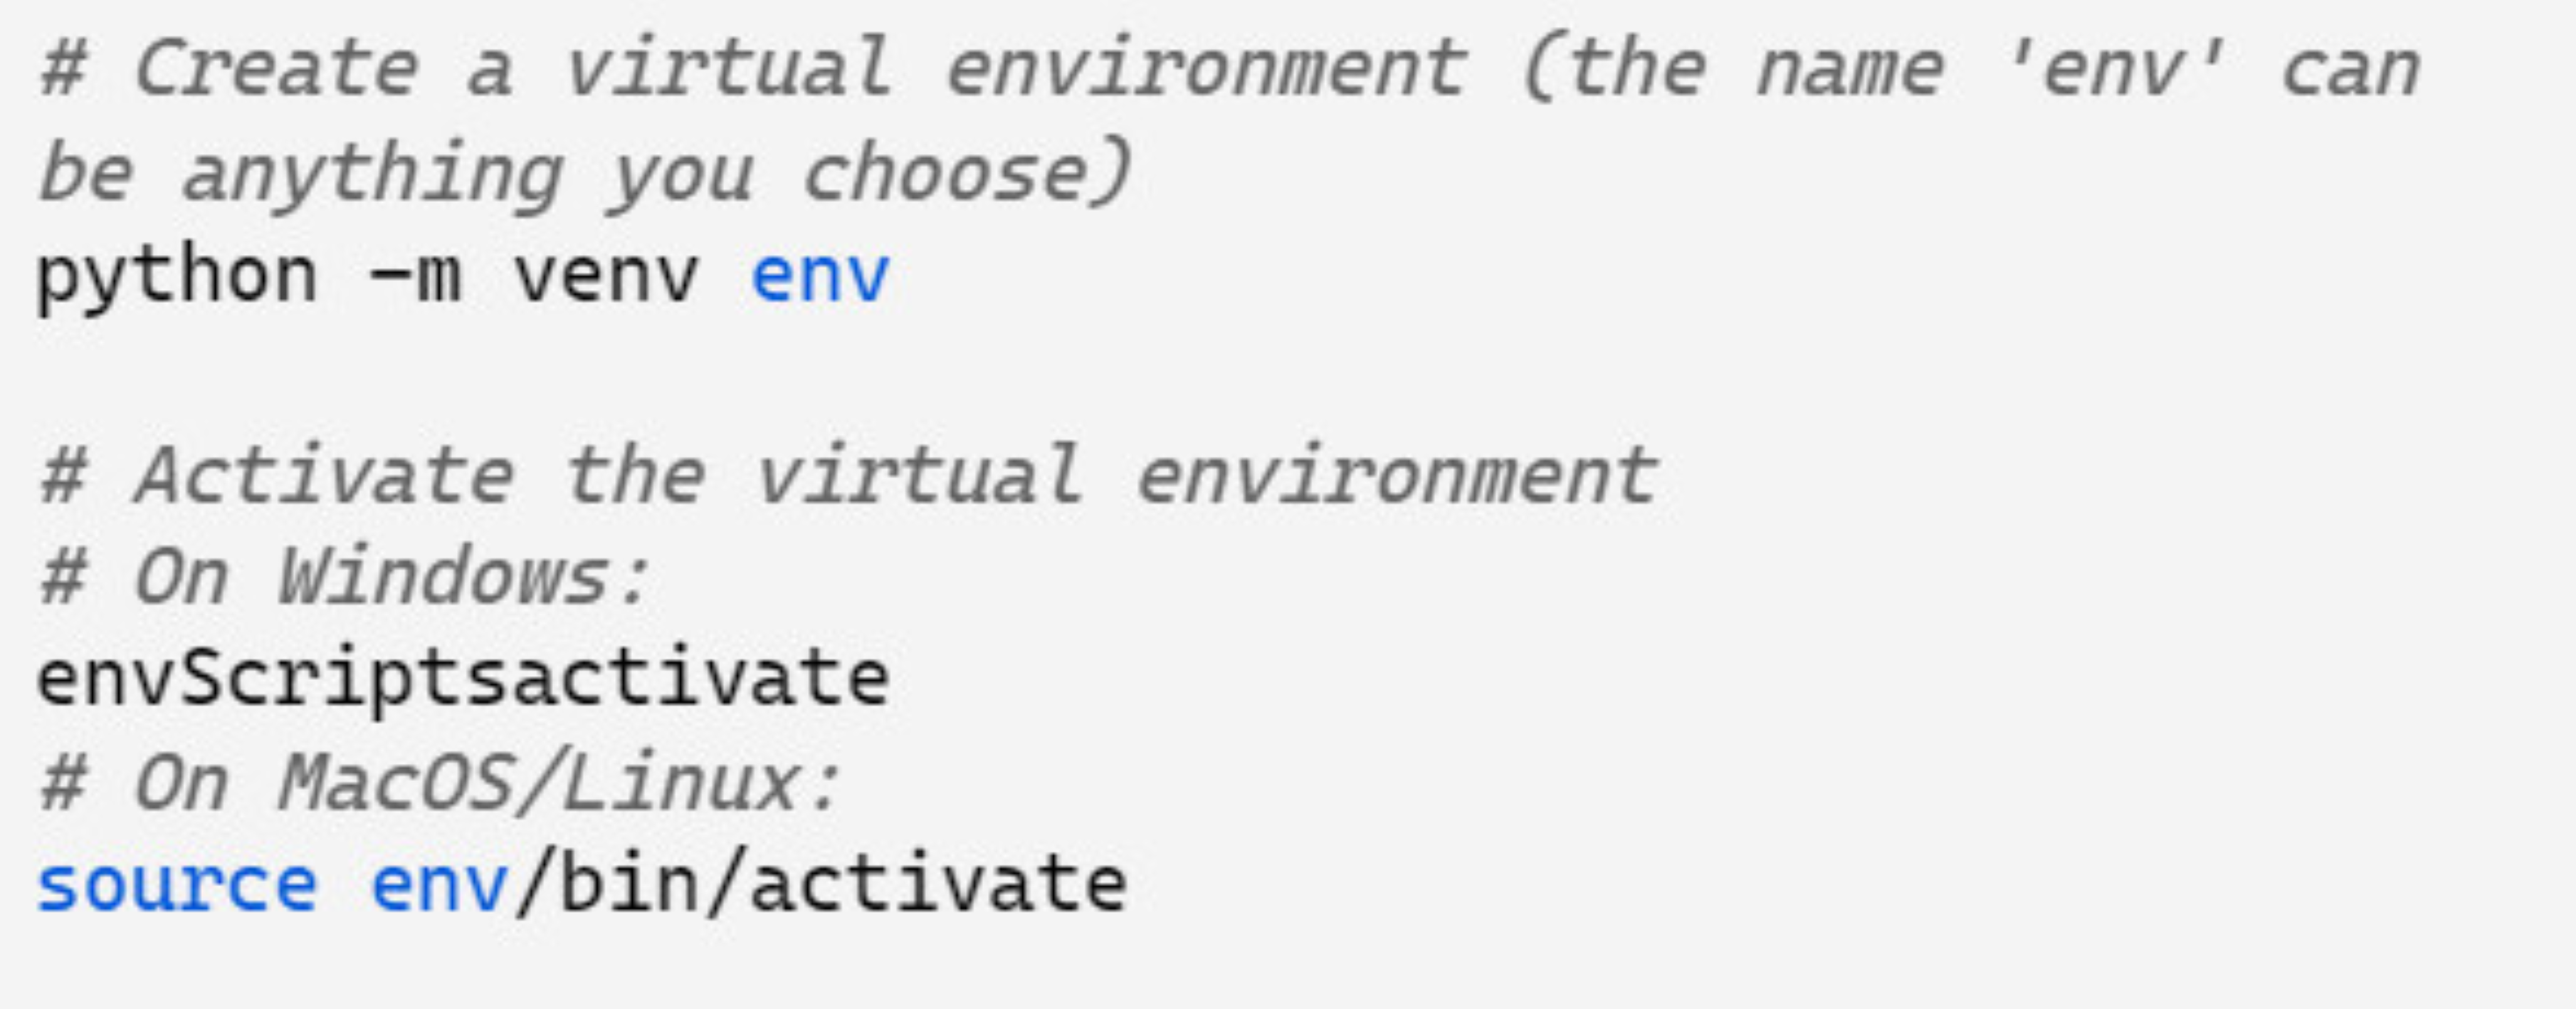 # Create a virtual environment (the name 'env' can
be anything you choose)
python -m venv env
# Activate the virtual environment
# On Windows:
envScriptsactivate
# On MacOS/Linux:
source env/bin/activate